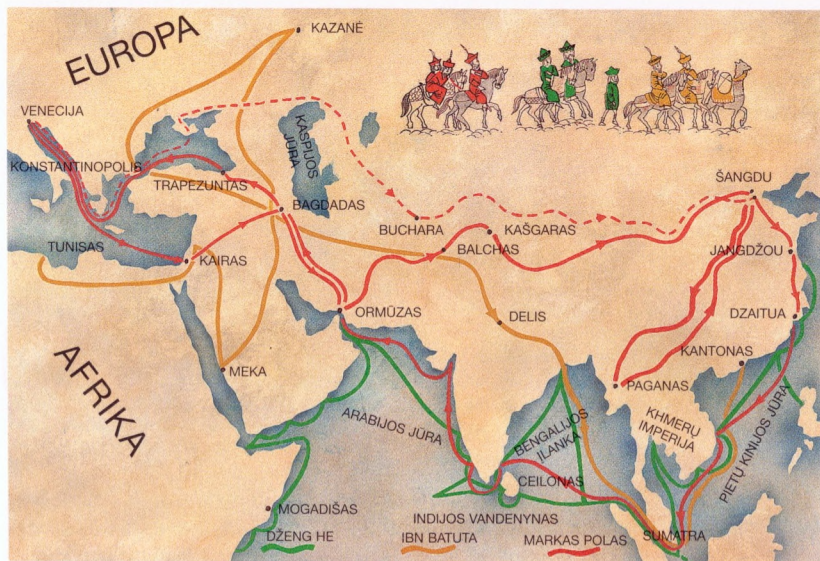 EUROPA
KAZANĖ
VENECIJA
KONSTANTINOPOLIS
KASPIJOS
JŪRA
TRAPEZUNTAS
BAGDADAS
ŠANGDU
BUCHARA
KAŠGARAS
BALCHAS
JANGDŽOU
TUNISAS
KAIRAS
ORMŪZAS
DELIS
DZAITUA
KANTONAS
AFRIKA
MEKA
PAGANAS
ARABIJOS JŪRA
BENGALIJOS
ĮLANKA
KHMERŲ
IMPERIJA
PIETŲ KINIJOS JŪRA
CEILONAS
MOGADIŠAS
INDIJOS VANDENYNAS
SUMATRA
DŽENG HE
IBN BATUTA
MARKAS POLAS